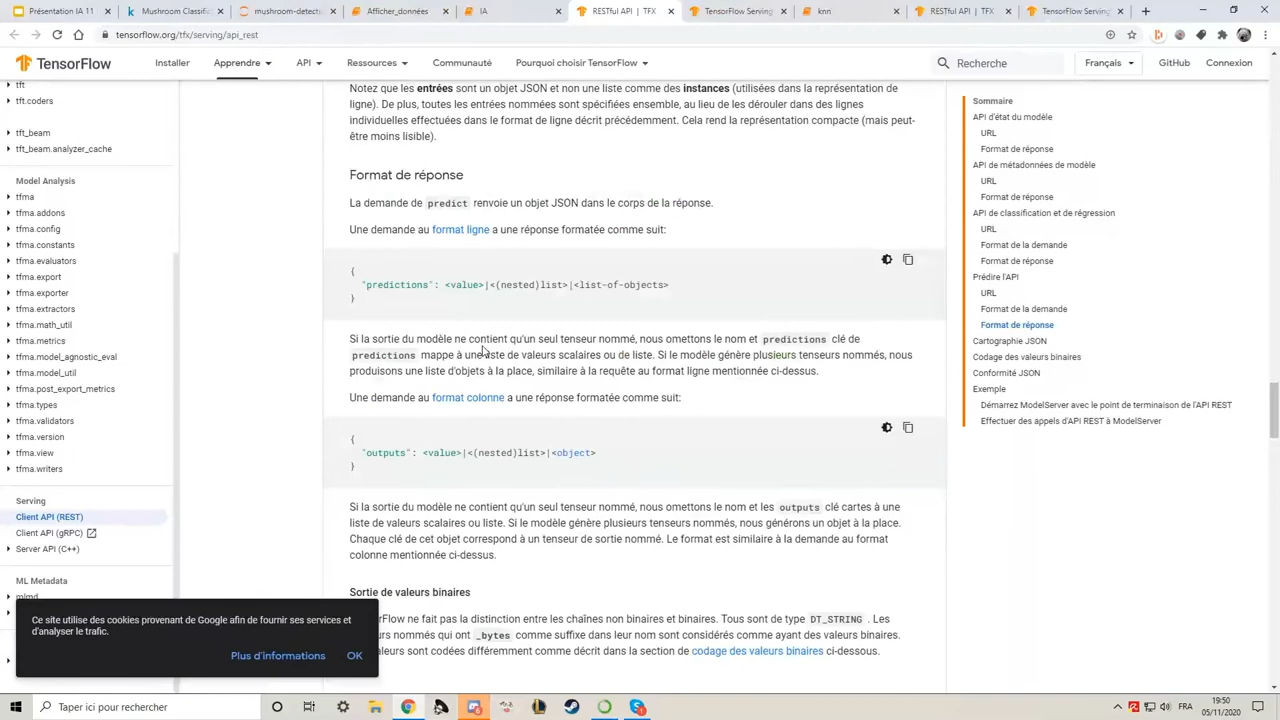 Présentation IA 11/1
Mushroom Classific
mushroom-detect
Afficher_données
IA
RESTful API | TFX
TensorFlow Serving
knn
RESTful API | TFX
TensorFlow Serving
tensorflow.org/tfx/serving/api_rest
TensorFlow
Installer
Apprendre
API
Ressources
Communauté
Pourquoi choisir TensorFlow
Recherche
Français
GitHub
Connexion
tft
tft.coders
tft_beam
tft_beam.analyzer_cache
Model Analysis
tfma
tfma.addons
tfma.config
tfma.constants
tfma.evaluators
tfma.export
tfma.exporter
tfma.extractors
tfma.math_util
tfma.metrics
tfma.model_agnostic_eval
tfma.model_util
tfma.post_export_metrics
tfma.types
tfma.validators
tfma.version
tfma.view
tfma.writers
Serving
Client API (REST)
Client API (gRPC)
Server API (C++)
ML Metadata
mlmd
Notez que les entrées sont un objet JSON et non une liste comme des instances (utilisées dans la représentation de
ligne). De plus, toutes les entrées nommées sont spécifiées ensemble, au lieu de les dérouler dans des lignes
individuelles effectuées dans le format de ligne décrit précédemment. Cela rend la représentation compacte (mais peut-
être moins lisible).
Format de réponse
La demande de predict renvoie un objet JSON dans le corps de la réponse.
Une demande au format ligne a une réponse formatée comme suit:
{
"predictions": <value>|<(nested)list>|<list-of-objects>
}
Si la sortie du modèle ne contient qu'un seul tenseur nommé, nous omettons le nom et predictions clé de
predictions mappe à une liste de valeurs scalaires ou de liste. Si le modèle génère plusieurs tenseurs nommés, nous
produisons une liste d'objets à la place, similaire à la requête au format ligne mentionnée ci-dessus.
Une demande au format colonne a une réponse formatée comme suit:
{
"outputs": <value>|<(nested)list>|<object>
}
Si la sortie du modèle ne contient qu'un seul tenseur nommé, nous omettons le nom et les outputs clé cartes à une
liste de valeurs scalaires ou liste. Si le modèle génère plusieurs tenseurs nommés, nous générons un objet à la place.
Chaque clé de cet objet correspond à un tenseur de sortie nommé. Le format est similaire à la demande au format
colonne mentionnée ci-dessus.
Sortie de valeurs binaires
rFlow ne fait pas la distinction entre les chaînes non binaires et binaires. Tous sont de type DT_STRING . Les
urs nommés qui ont _bytes comme suffixe dans leur nom sont considérés comme ayant des valeurs binaires.
aleurs sont codées différemment comme décrit dans la section de codage des valeurs binaires ci-dessous.
Sommaire
API d'état du modèle
URL
Format de réponse
API de métadonnées de modèle
URL
Format de réponse
API de classification et de régression
URL
Format de la demande
Format de réponse
Prédire l'API
URL
Format de la demande
Format de réponse
Cartographie JSON
Codage des valeurs binaires
Conformité JSON
Exemple
Démarrez ModelServer avec le point de terminaison de l'API REST
Effectuer des appels d'API REST à ModelServer
Ce site utilise des cookies provenant de Google afin de fournir ses services et
d'analyser le trafic.
Plus d'informations
OK
Taper ici pour rechercher
FRA
19:50
05/11/2020